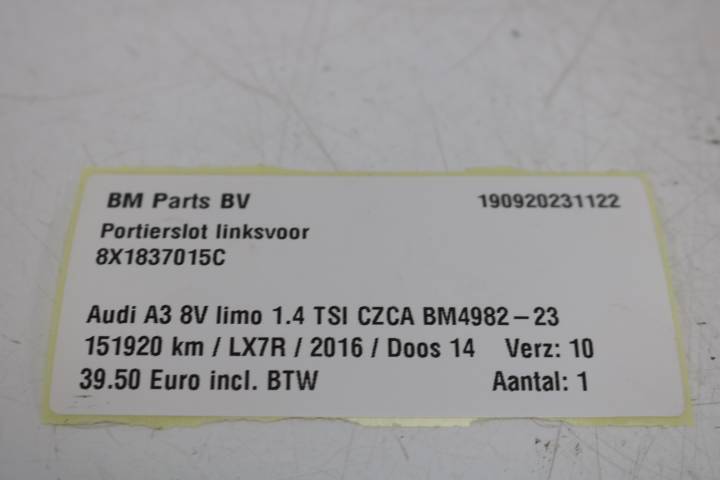 BM Parts BV 190920231122
Portierslot linksvoor
8X1837015C
Audi A3 8V limo 1.4 TSI CZCA BM4982-23
151920 km / LX7R / 2016 / Doos 14 Verz: 10
39.50 Euro incl. BTW Aantal: 1